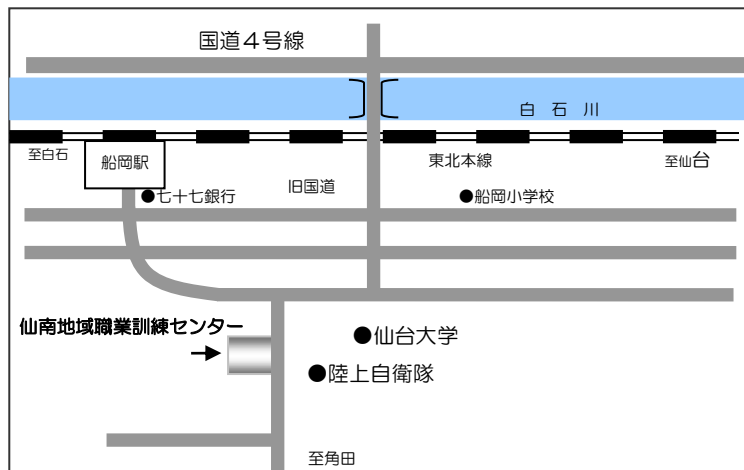 国道４号線
白 石 川
至白石
船岡駅
東北本線
至仙台
●七十七銀行
旧国道
●船岡小学校
仙南地域職業訓練センター
●仙台大学
●陸上自衛隊
至角田